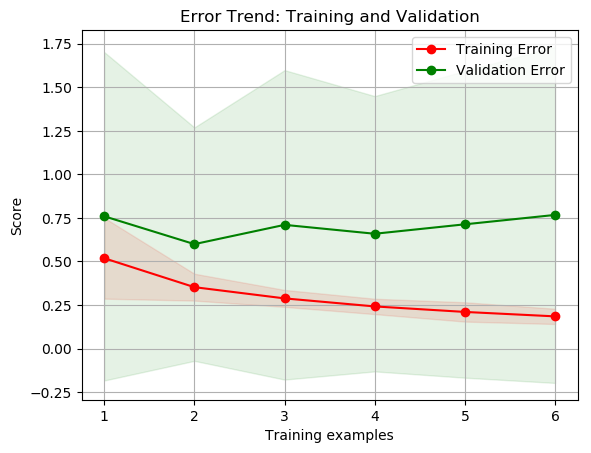 Error Trend: Training and Validation
Training Error
Validation Error
Score
1.75
1.50
1.25
1.00
0.75
0.50
0.25
0.00
−0.25
1 2 3 4 5 6
Training examples